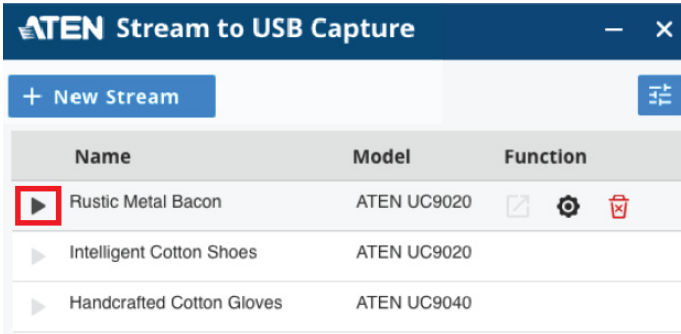 ATEN Stream to USB Capture
+ New Stream
Name Model Function
Rustic Metal Bacon ATEN UC9020
Intelligent Cotton Shoes ATEN UC9020
Handcrafted Cotton Gloves ATEN UC9040